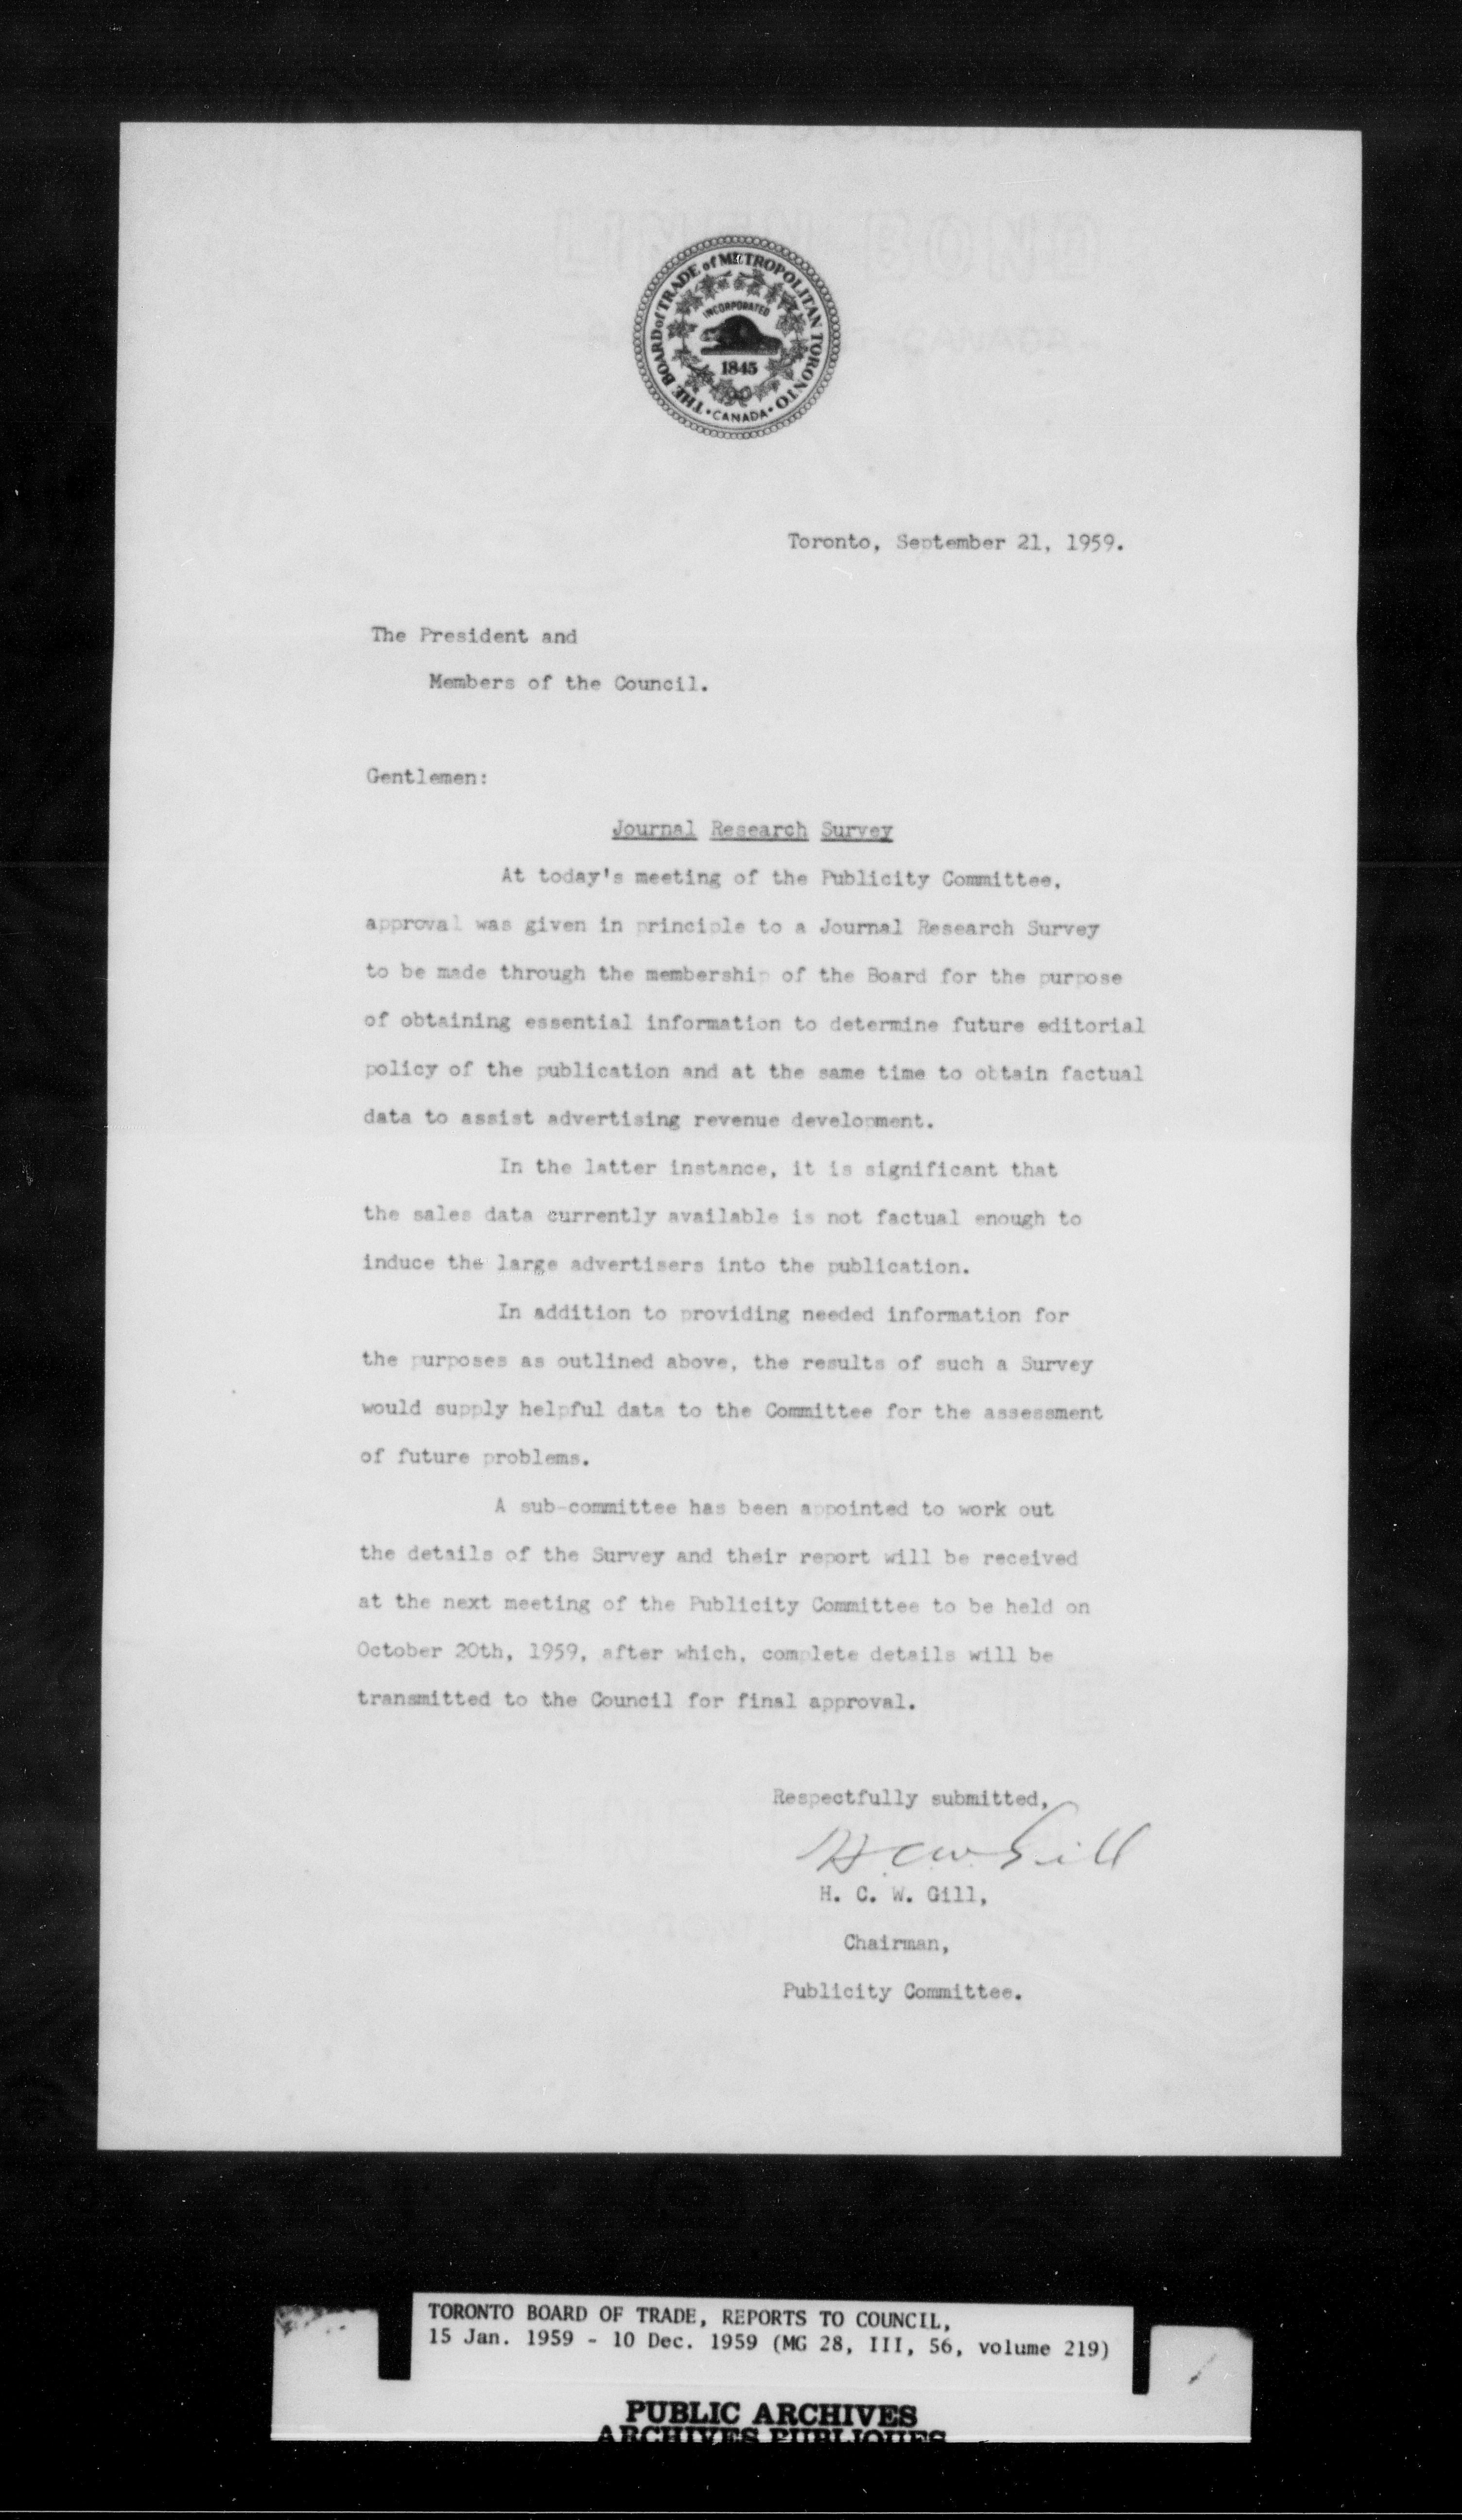 THE BOARD of TRADE of METROPOLITAN TORONTO
INCORPORATED
1845
• CANADA •
Toronto, September 21, 1959.
The President and
Members of the Council.
Gentlemen:
Journal Research Survey
At today's meeting of the Publicity Committee,
approval was given in principle to a Journal Research Survey
to be made through the membership of the Board for the purpose
of obtaining essential information to determine future editorial
policy of the publication and at the same time to obtain factual
data to assist advertising revenue development.
In the latter instance, it is significant that
the sales data currently available is not factual enough to
induce the large advertisers into the publication.
In addition to providing needed information for
the purposes as outlined above, the results of such a Survey
would supply helpful data to the Committee for the assessment
of future problems.
A sub-committee has been appointed to work out
the details of the Survey and their report will be received
at the next meeting of the Publicity Committee to be held on
October 20th, 1959, after which, complete details will be
transmitted to the Council for final approval.
Respectfully submitted,
H. C. W. Gill
H. C. W. Gill,
Chairman,
Publicity Committee.
TORONTO BOARD OF TRADE, REPORTS TO COUNCIL,
15 Jan. 1959 - 10 Dec. 1959 (MG 28, III, 56, volume 219)
PUBLIC ARCHIVES
ARCHIVES PUBLIQUES